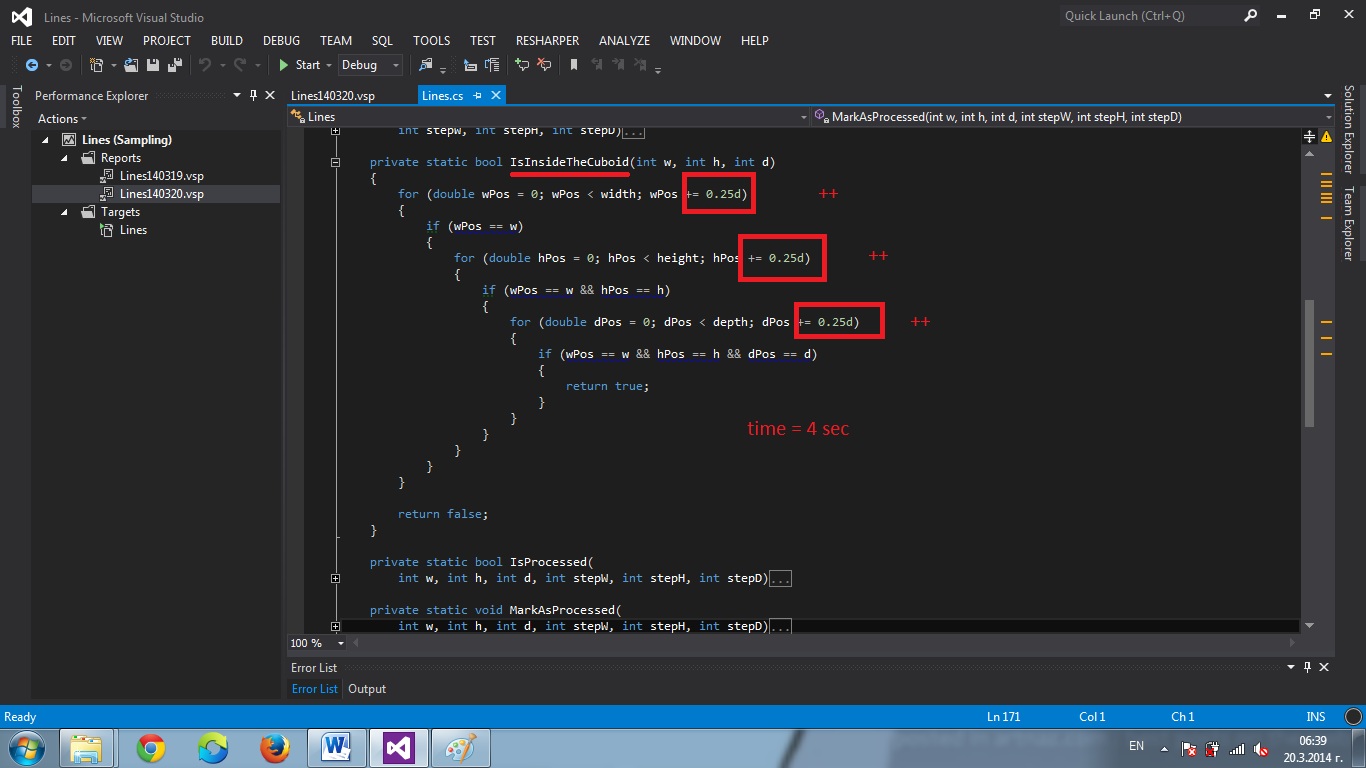 Lines - Microsoft Visual Studio
Quick Launch (Ctrl+Q)
FILE EDIT VIEW PROJECT BUILD DEBUG TEAM SQL TOOLS TEST RESHARPER ANALYZE WINDOW HELP
Start Debug
Toolbox
Performance Explorer
Actions
Lines (Sampling)
Reports
Lines140319.vsp
Lines140320.vsp
Targets
Lines
Lines140320.vsp Lines.cs
Lines MarkAsProcessed(int w, int h, int d, int stepW, int stepH, int stepD)
int stepW, int stepH, int stepD)...
private static bool IsInsideTheCuboid(int w, int h, int d)
{
for (double wPos = 0; wPos < width; wPos += 0.25d) ++
{
if (wPos == w)
{
for (double hPos = 0; hPos < height; hPos += 0.25d) ++
{
if (wPos == w && hPos == h)
{
for (double dPos = 0; dPos < depth; dPos += 0.25d) ++
{
if (wPos == w && hPos == h && dPos == d)
{
return true;
}
}
time = 4 sec
}
}
}
}
return false;
}
private static bool IsProcessed(
int w, int h, int d, int stepW, int stepH, int stepD)...
private static void MarkAsProcessed(
int w, int h, int d, int stepW, int stepH, int stepD)...
100 %
Solution Explorer
Team Explorer
Error List
Error List Output
Ready Ln 171 Col 1 Ch 1 INS
EN 06:39
20.3.2014 г.